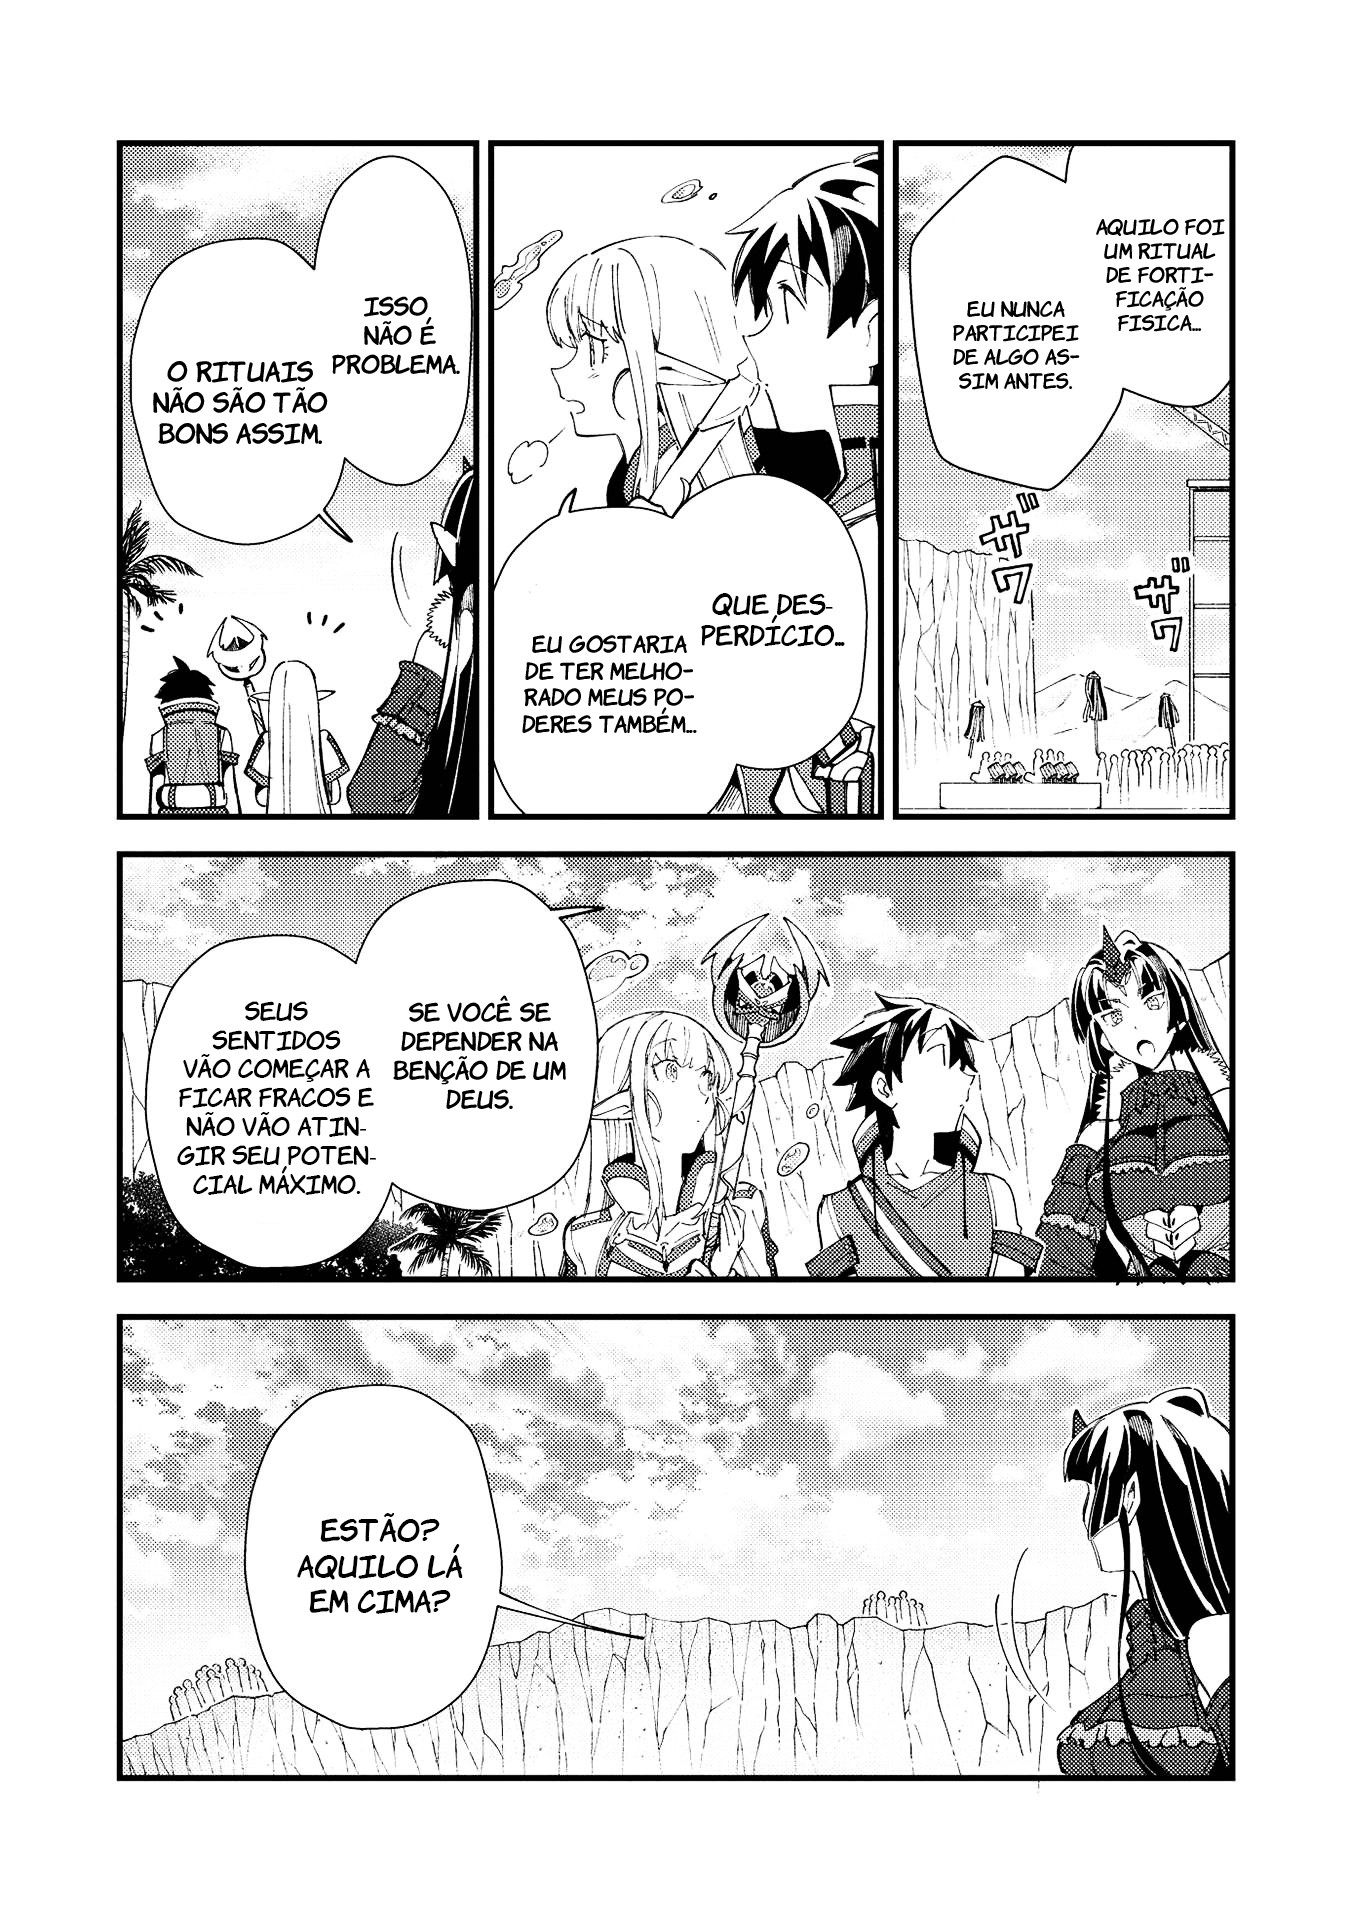 AQUILO FOI
UM RITUAL
DE FORTI-
FICAÇÃO
FISICA...
EU NUNCA
PARTICIPEI
DE ALGO AS-
SIM ANTES.
ザザワ
ザザワ
QUE DES-
PERDÍCIO...
EU GOSTARIA
DE TER MELHO-
RADO MEUS PO-
DERES TAMBÉM...
ISSO
NÃO É
PROBLEMA.
O RITUAIS
NÃO SÃO TÃO
BONS ASSIM.
SE VOCÊ SE
DEPENDER NA
BENÇÃO DE UM
DEUS.
SEUS
SENTIDOS
VÃO COMEÇAR A
FICAR FRACOS E
NÃO VÃO ATIN-
GIR SEU POTEN-
CIAL MÁXIMO.
ESTÃO?
AQUILO LÁ
EM CIMA?